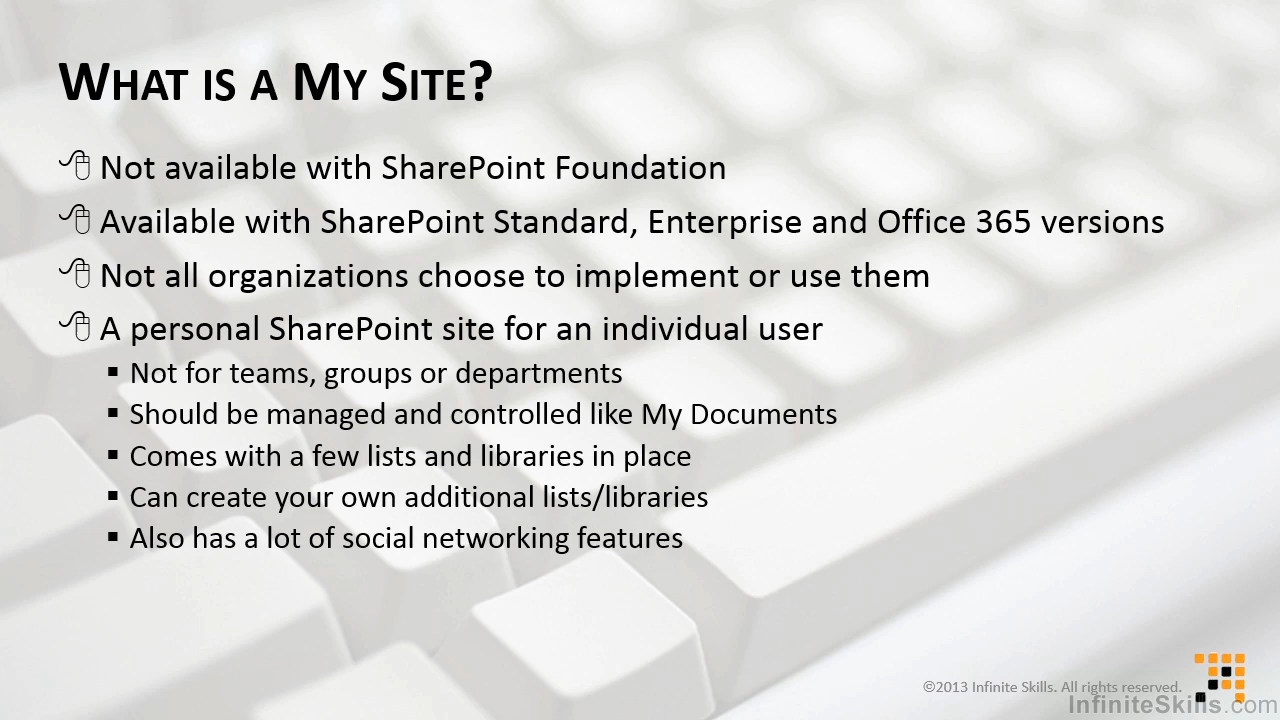 WHAT IS A MY SITE?
Not available with SharePoint Foundation
Available with SharePoint Standard, Enterprise and Office 365 versions
Not all organizations choose to implement or use them
A personal SharePoint site for an individual user
Not for teams, groups or departments
Should be managed and controlled like My Documents
Comes with a few lists and libraries in place
Can create your own additional lists/libraries
Also has a lot of social networking features
©2013 Infinite Skills. All rights reserved.
InfiniteSkills.com